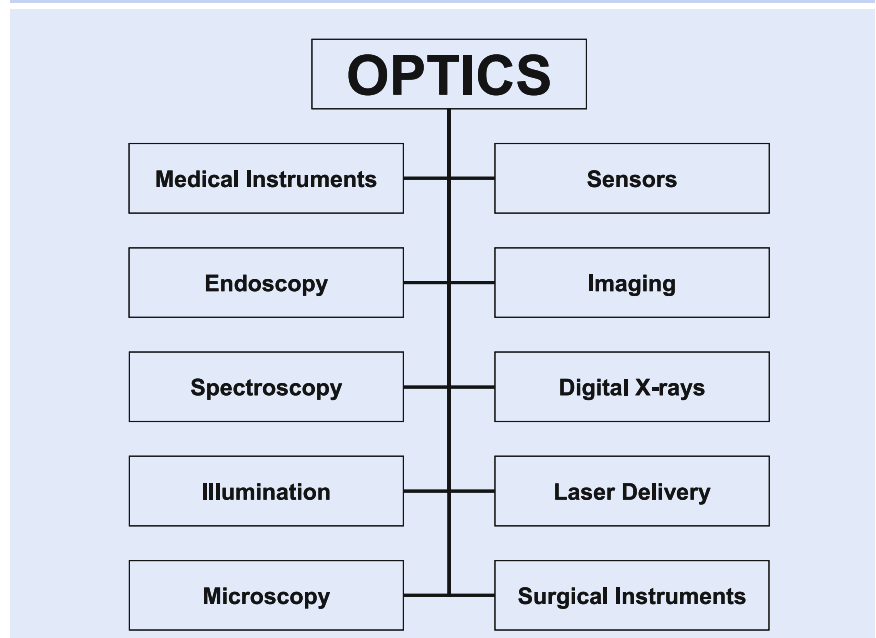 OPTICS
Medical Instruments
Sensors
Endoscopy
Imaging
Spectroscopy
Digital X-rays
Illumination
Laser Delivery
Microscopy
Surgical Instruments